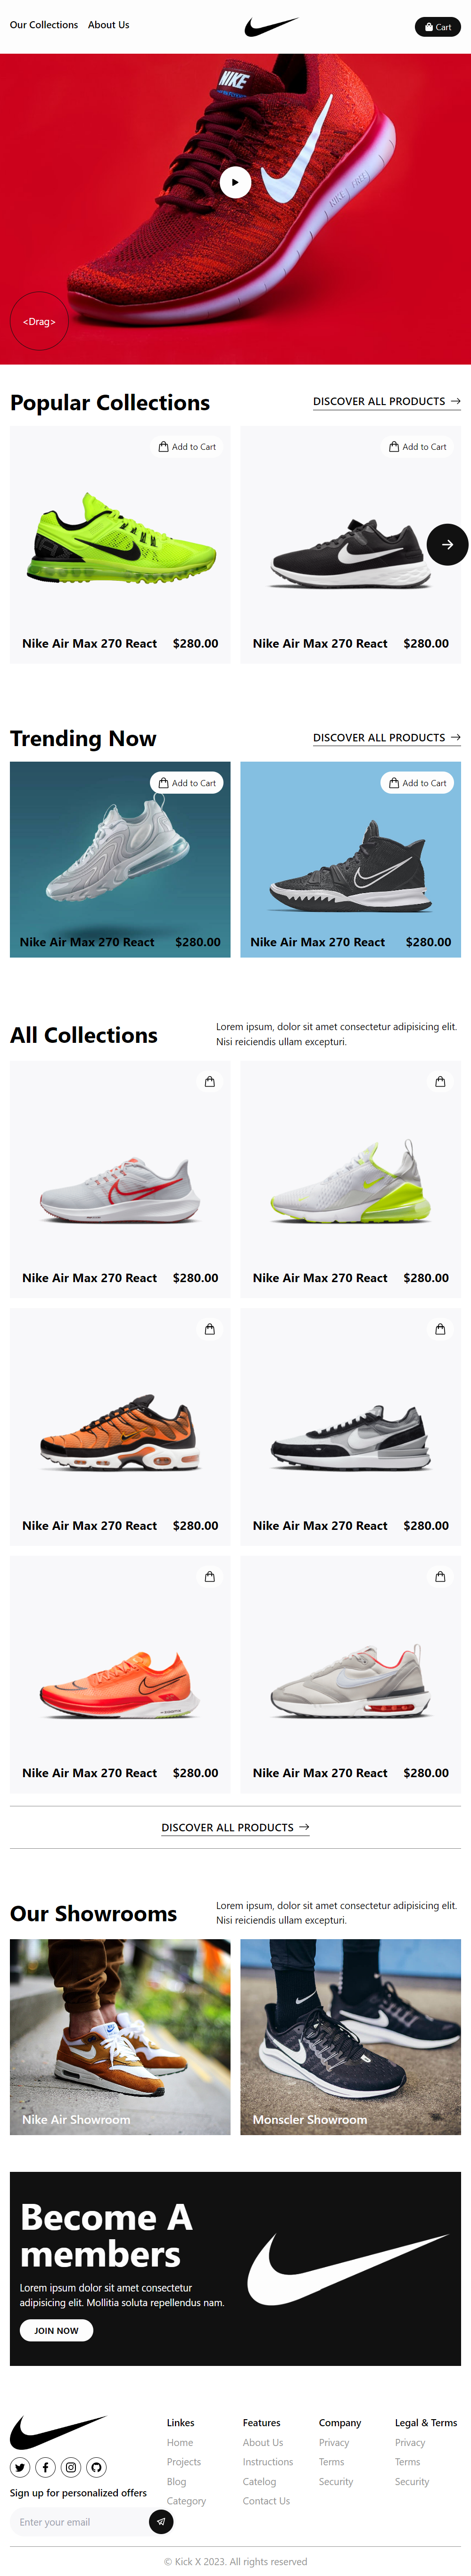 Our Collections About Us
Cart
NIKE
NIKE FREE
<Drag>
Popular Collections
DISCOVER ALL PRODUCTS
Add to Cart
Add to Cart
Nike Air Max 270 React $280.00
Nike Air Max 270 React $280.00
Trending Now
DISCOVER ALL PRODUCTS
Add to Cart
Add to Cart
Nike Air Max 270 React $280.00
Nike Air Max 270 React $280.00
All Collections
Lorem ipsum, dolor sit amet consectetur adipisicing elit.
Nisi reiciendis ullam excepturi.
Nike Air Max 270 React $280.00
Nike Air Max 270 React $280.00
Nike Air Max 270 React $280.00
Nike Air Max 270 React $280.00
Nike Air Max 270 React $280.00
Nike Air Max 270 React $280.00
DISCOVER ALL PRODUCTS
Our Showrooms
Lorem ipsum, dolor sit amet consectetur adipisicing elit.
Nisi reiciendis ullam excepturi.
Nike Air Showroom
Monscler Showroom
Become A
members
Lorem ipsum dolor sit amet consectetur
adipisicing elit. Mollitia soluta repellendus nam.
JOIN NOW
Sign up for personalized offers
Enter your email
Linkes
Home
Projects
Blog
Category
Features
About Us
Instructions
Catelog
Contact Us
Company
Privacy
Terms
Security
Legal & Terms
Privacy
Terms
Security
© Kick X 2023. All rights reserved